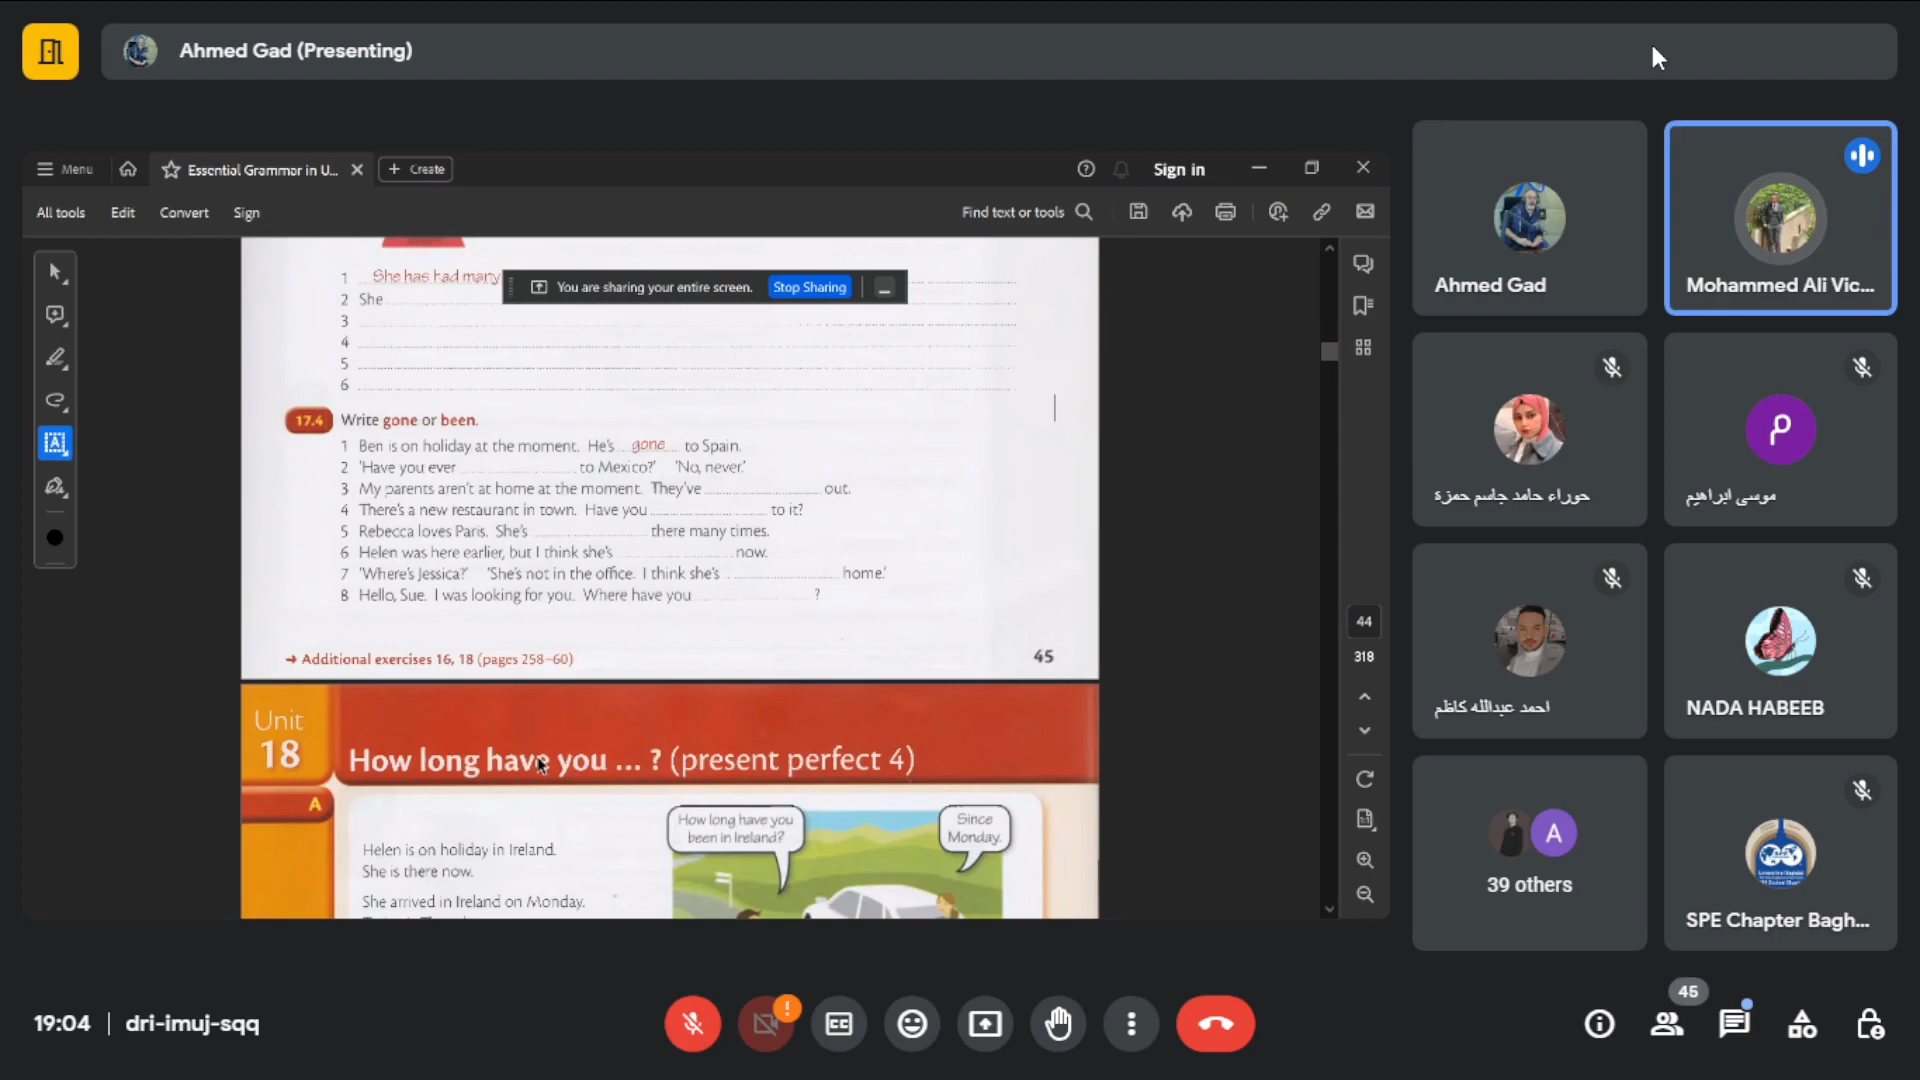 Ahmed Gad (Presenting)
Menu
Essential Grammar in U...
Create
Sign in
All tools
Edit
Convert
Sign
Find text or tools
1 She has had many
You are sharing your entire screen.
Stop Sharing
2 She
3
4
5
6
17.4 Write gone or been.
1 Ben is on holiday at the moment. He's gone to Spain.
2 'Have you ever to Mexico?' 'No, never.'
3 My parents aren't at home at the moment. They've out.
4 There's a new restaurant in town. Have you to it?
5 Rebecca loves Paris. She's there many times.
6 Helen was here earlier, but I think she's now.
7 'Where's Jessica?' 'She's not in the office. I think she's home.'
8 Hello, Sue. I was looking for you. Where have you ?
→ Additional exercises 16, 18 (pages 258–60)
45
Unit
18
How long have you ... ? (present perfect 4)
A
How long have you
been in Ireland?
Since
Monday.
Helen is on holiday in Ireland.
She is there now.
She arrived in Ireland on Monday.
44
318
Ahmed Gad
Mohammed Ali Vic...
حوراء حامد جاسم حمزة
م
موسى ابراهيم
احمد عبدالله كاظم
NADA HABEEB
A
39 others
SPE Chapter Bagh...
19:04 | dri-imuj-sqq
45